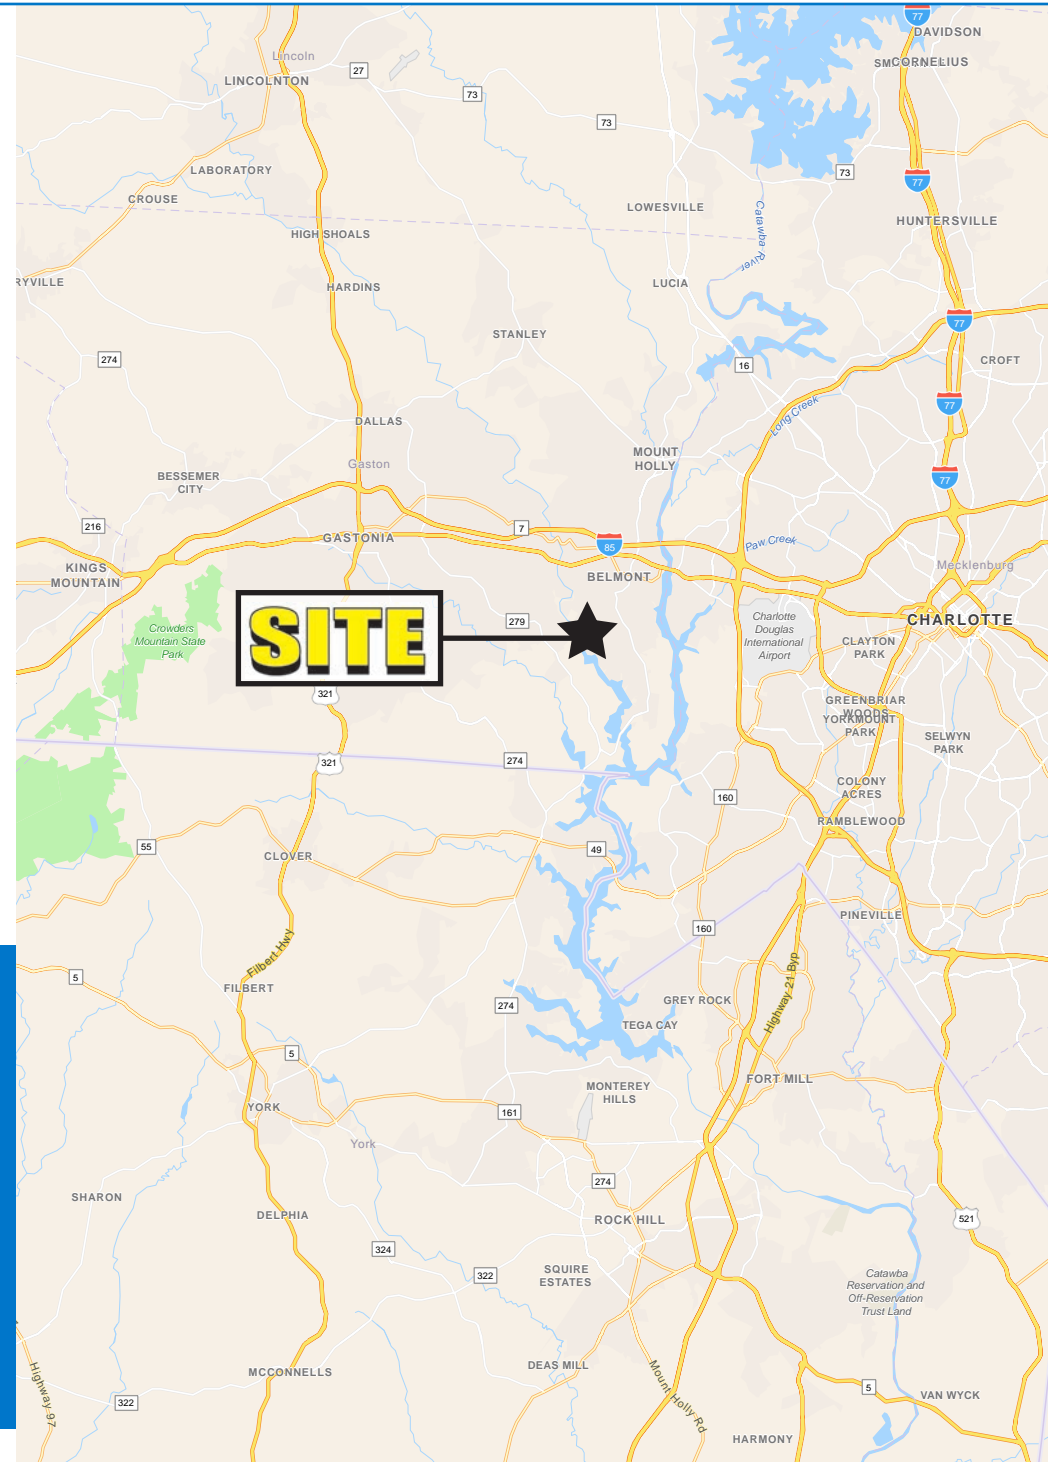 77
DAVIDSON
CORNELIUS
Lincoln
LINCOLNTON
27
73
73
73
77
LABORATORY
CROUSE
LOWESVILLE
HUNTERSVILLE
HIGH SHOALS
Catawba River
RYVILLE
HARDINS
LUCIA
77
STANLEY
274
16
CROFT
77
Long Creek
DALLAS
MOUNT
HOLLY
Gaston
BESSEMER
CITY
77
216
7
GASTONIA
85
Paw Creek
KINGS
MOUNTAIN
BELMONT
Mecklenburg
SITE
279
Charlotte
Douglas
International
Airport
CHARLOTTE
Crowders
Mountain State
Park
CLAYTON
PARK
321
GREENBRIAR
WOODS
YORKMOUNT
PARK
SELWYN
PARK
321
274
160
COLONY
ACRES
RAMBLEWOOD
55
CLOVER
49
PINEVILLE
160
Filbert Hwy
5
FILBERT
274
GREY ROCK
Highway 21 Byp
TEGA CAY
5
MONTEREY
HILLS
FORT MILL
YORK
161
York
274
SHARON
DELPHIA
ROCK HILL
521
324
322
SQUIRE
ESTATES
Catawba
Reservation and
Off-Reservation
Trust Land
DEAS MILL
MCCONNELLS
Highway 97
322
Mount Holly Rd
5
VAN WYCK
HARMONY